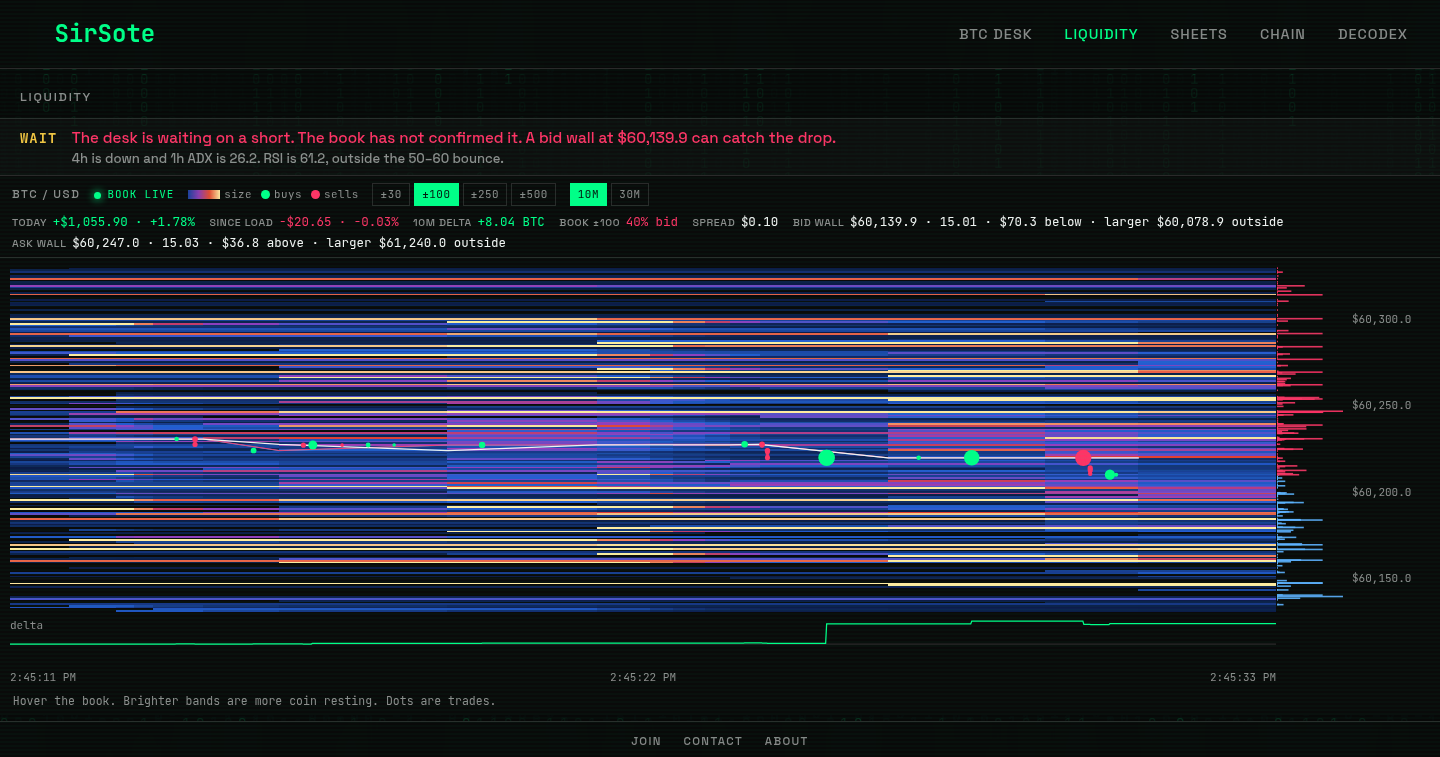 SirSote
BTC DESK LIQUIDITY SHEETS CHAIN DECODEX
LIQUIDITY
WAIT The desk is waiting on a short. The book has not confirmed it. A bid wall at $60,139.9 can catch the drop.
4h is down and 1h ADX is 26.2. RSI is 61.2, outside the 50–60 bounce.
BTC / USD BOOK LIVE size buys sells ±30 ±100 ±250 ±500 10M 30M
TODAY +$1,055.90 · +1.78% SINCE LOAD -$20.65 · -0.03% 10M DELTA +8.04 BTC BOOK ±100 40% bid SPREAD $0.10 BID WALL $60,139.9 · 15.01 · $70.3 below · larger $60,078.9 outside
ASK WALL $60,247.0 · 15.03 · $36.8 above · larger $61,240.0 outside
$60,300.0
$60,250.0
$60,200.0
$60,150.0
delta
2:45:11 PM 2:45:22 PM 2:45:33 PM
Hover the book. Brighter bands are more coin resting. Dots are trades.
JOIN CONTACT ABOUT